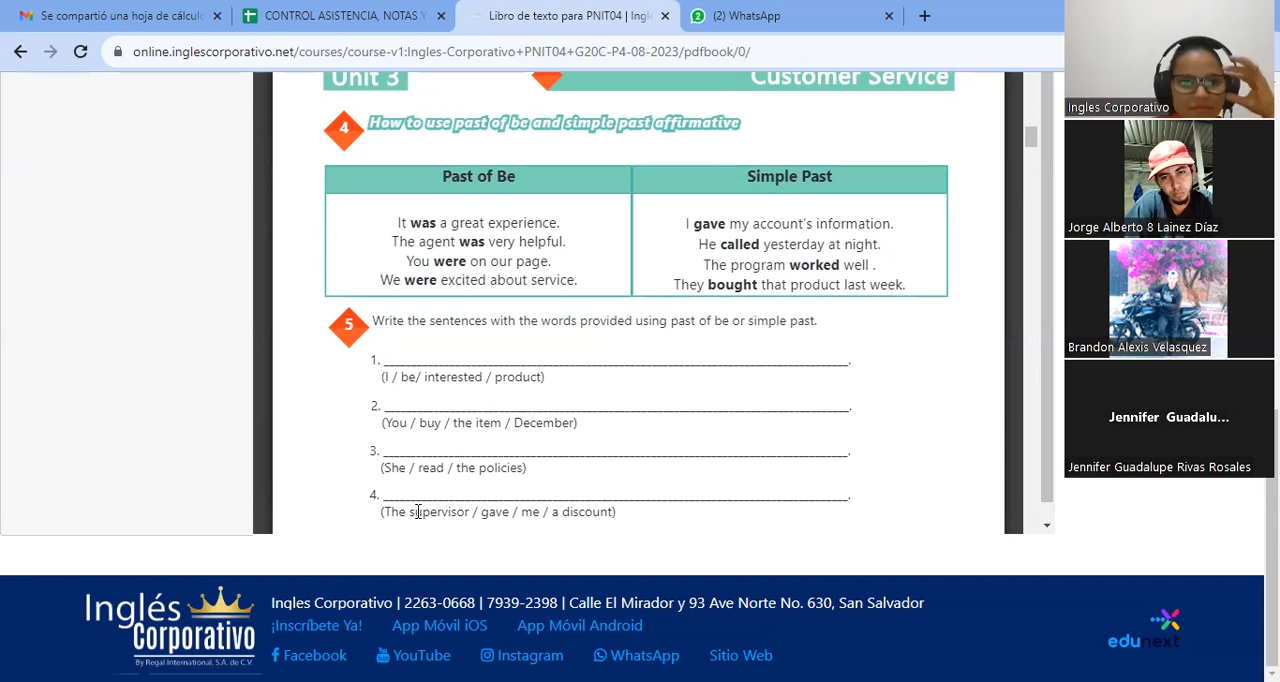 Se compartió una hoja de cálculo
CONTROL ASISTENCIA, NOTAS Y
Libro de texto para PNIT04 | Ingle
(2) WhatsApp
online.inglescorporativo.net/courses/course-v1:Ingles-Corporativo+PNIT04+G20C-P4-08-2023/pdfbook/0/
Unit 3
Customer Service
4
How to use past of be and simple past affirmative
Past of Be
Simple Past
It was a great experience.
The agent was very helpful.
You were on our page.
We were excited about service.
I gave my account's information.
He called yesterday at night.
The program worked well .
They bought that product last week.
5
Write the sentences with the words provided using past of be or simple past.
1. ______________________________.
(I / be/ interested / product)
2. ______________________________.
(You / buy / the item / December)
3. ______________________________.
(She / read / the policies)
4. ______________________________.
(The supervisor / gave / me / a discount)
Inglés Corporativo
By Regal International, S.A. de C.V.
Ingles Corporativo | 2263-0668 | 7939-2398 | Calle El Mirador y 93 Ave Norte No. 630, San Salvador
¡Inscríbete Ya!
App Móvil iOS
App Móvil Android
Facebook
YouTube
Instagram
WhatsApp
Sitio Web
edunext
Ingles Corporativo
Jorge Alberto 8 Lainez Díaz
Brandon Alexis Velasquez
Jennifer Guadalu...
Jennifer Guadalupe Rivas Rosales